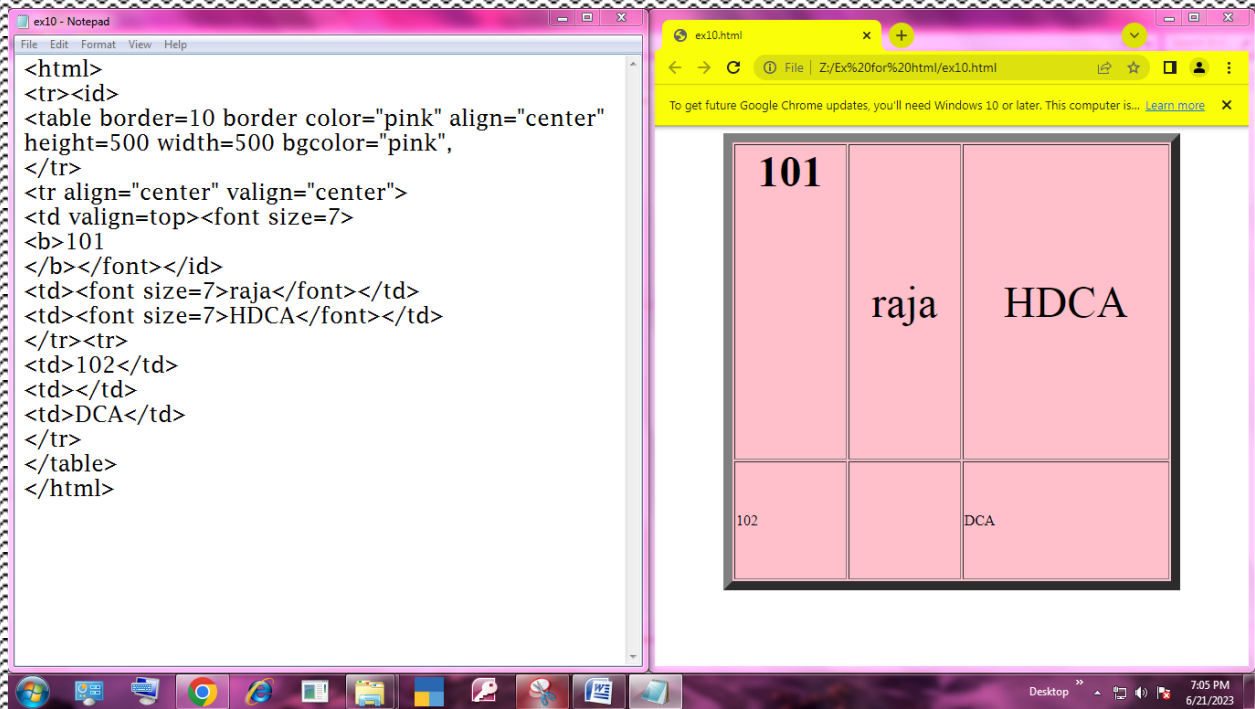 ex10 - Notepad
File Edit Format View Help
<html>
<tr><id>
<table border=10 border color="pink" align="center"
height=500 width=500 bgcolor="pink",
</tr>
<tr align="center" valign="center">
<td valign=top><font size=7>
<b>101
</b></font></id>
<td><font size=7>raja</font></td>
<td><font size=7>HDCA</font></td>
</tr><tr>
<td>102</td>
<td></td>
<td>DCA</td>
</tr>
</table>
</html>
ex10.html
File Z:/Ex%20for%20html/ex10.html
To get future Google Chrome updates, you'll need Windows 10 or later. This computer is... Learn more
101
raja HDCA
102 DCA
Desktop
7:05 PM
6/21/2023